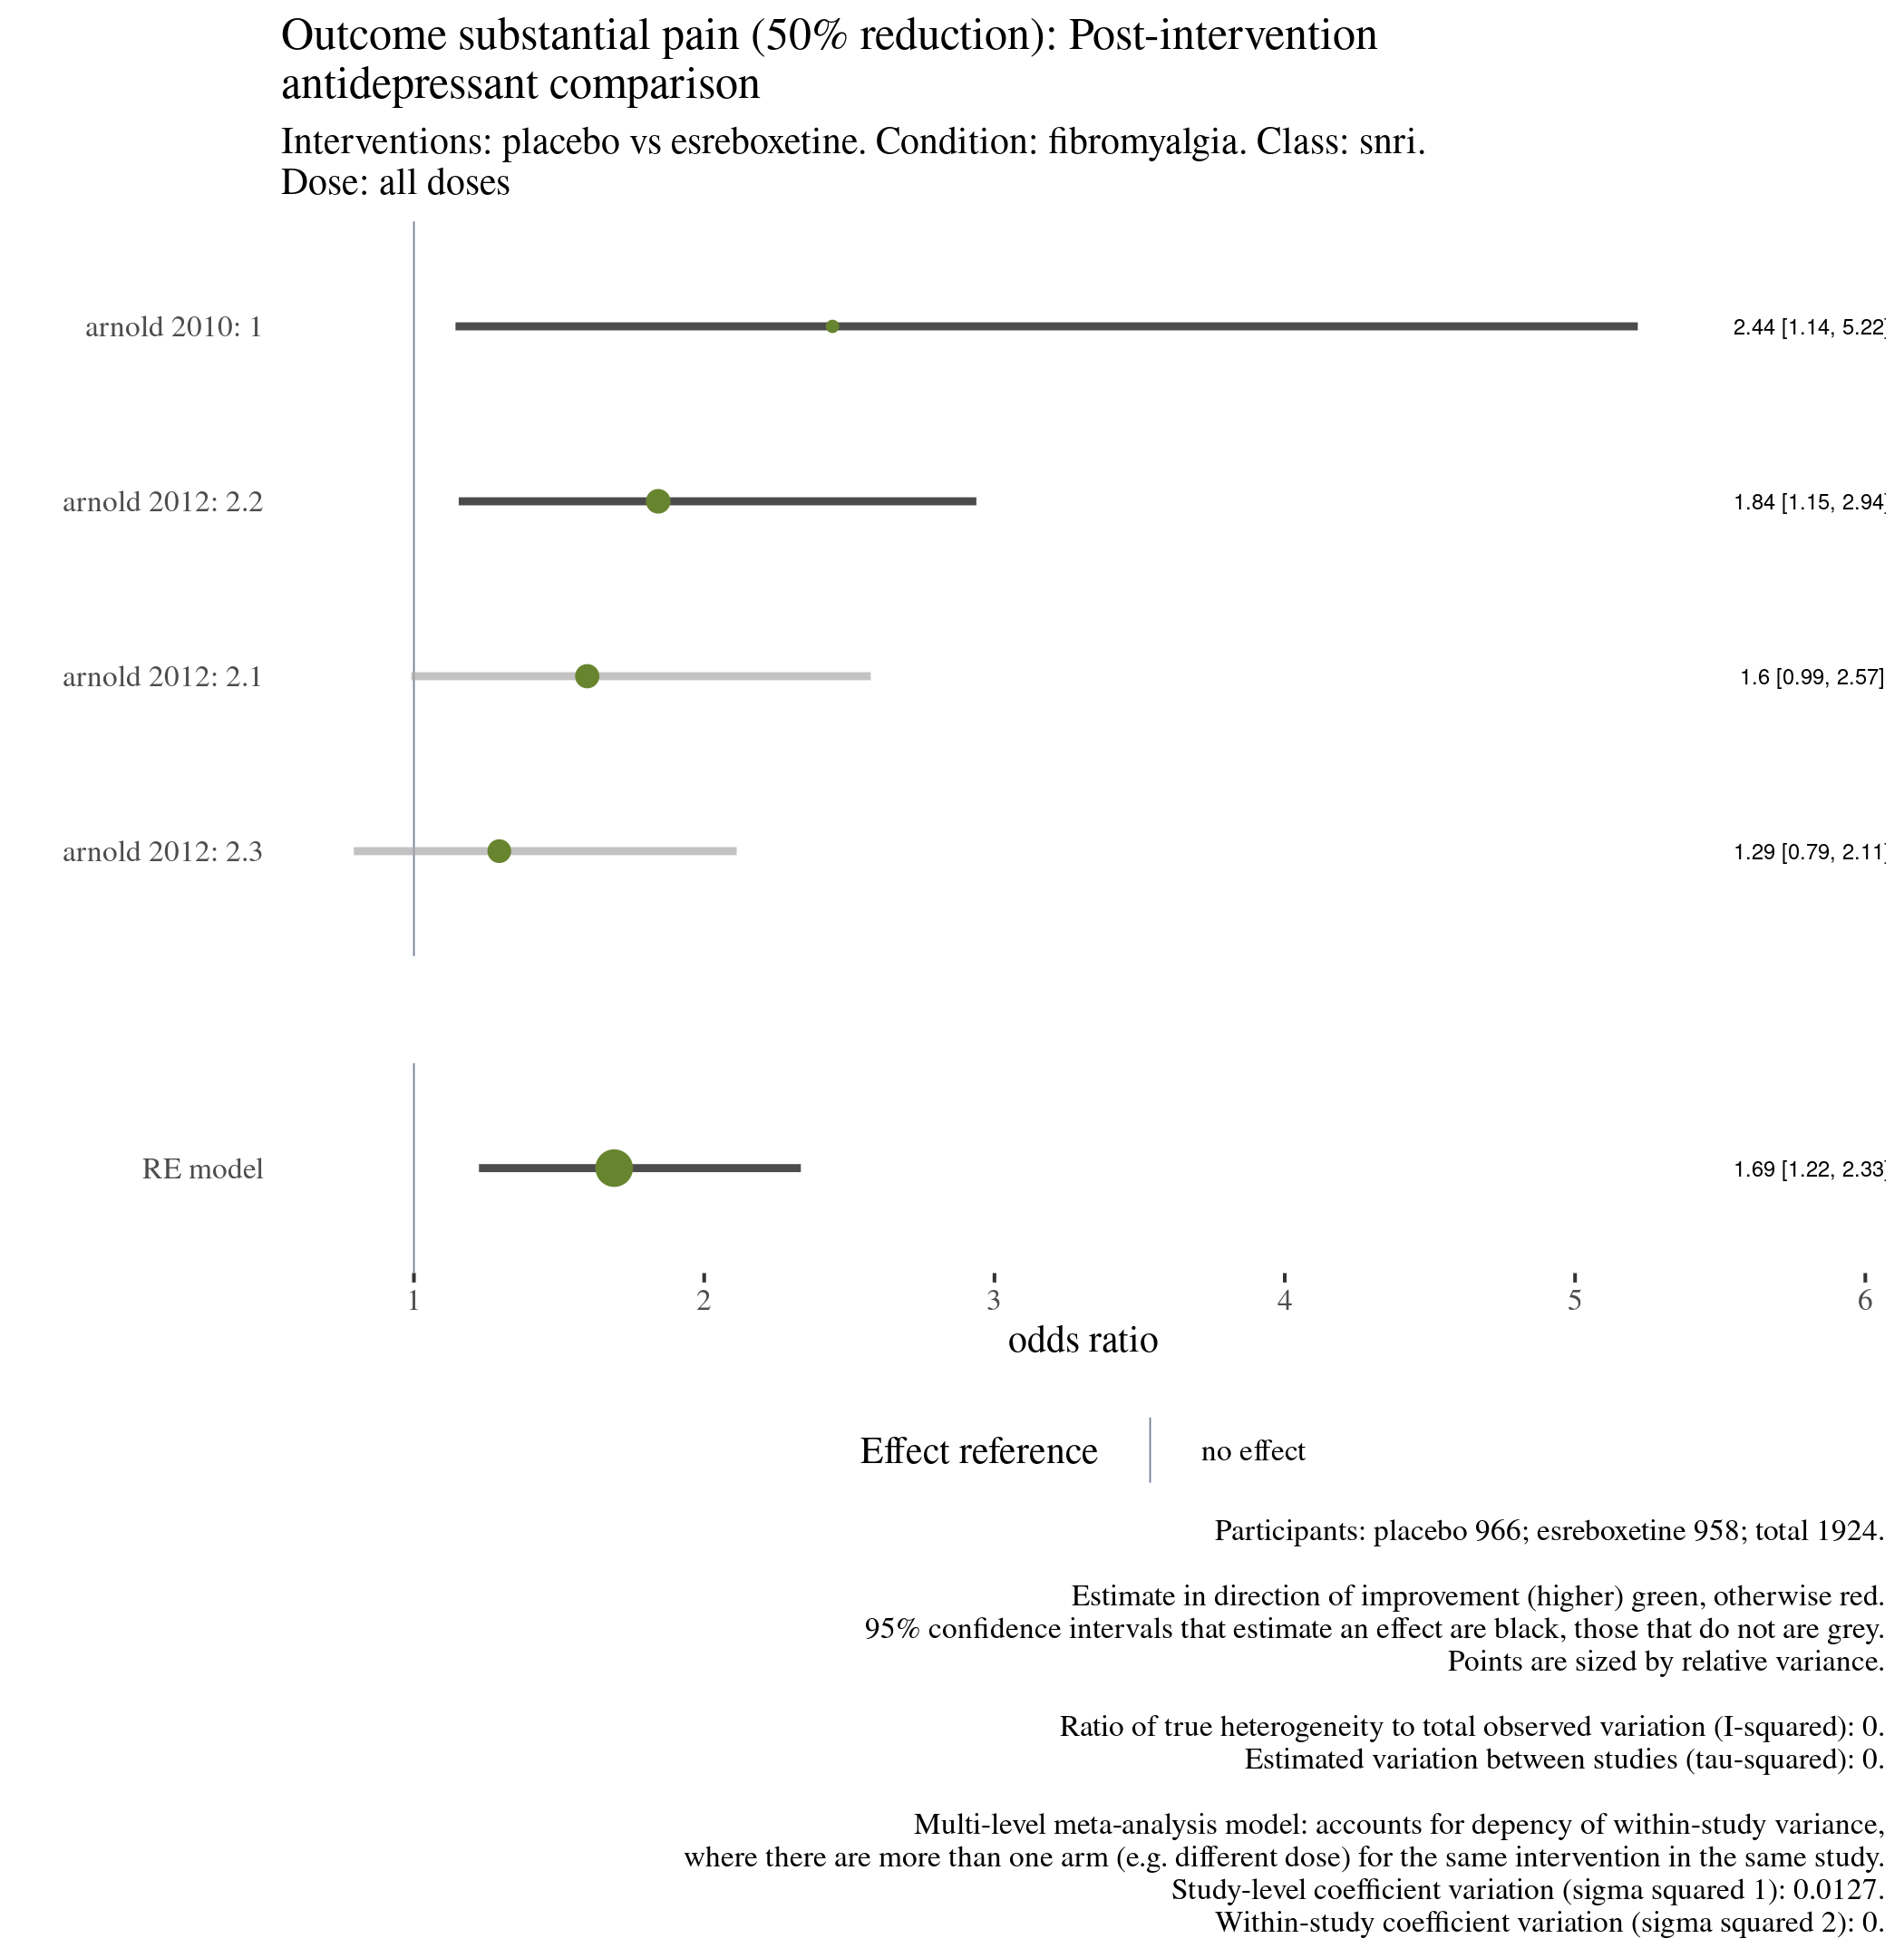 Outcome substantial pain (50% reduction): Post-intervention
antidepressant comparison
Interventions: placebo vs esreboxetine. Condition: fibromyalgia. Class: snri.
Dose: all doses
arnold 2010: 1
2.44 [1.14, 5.22]
arnold 2012: 2.2
1.84 [1.15, 2.94]
arnold 2012: 2.1
1.6 [0.99, 2.57]
arnold 2012: 2.3
1.29 [0.79, 2.11]
RE model
1.69 [1.22, 2.33]
1 2 3 4 5 6
odds ratio
Effect reference
no effect
Participants: placebo 966; esreboxetine 958; total 1924.
Estimate in direction of improvement (higher) green, otherwise red.
95% confidence intervals that estimate an effect are black, those that do not are grey.
Points are sized by relative variance.
Ratio of true heterogeneity to total observed variation (I-squared): 0.
Estimated variation between studies (tau-squared): 0.
Multi-level meta-analysis model: accounts for depency of within-study variance,
where there are more than one arm (e.g. different dose) for the same intervention in the same study.
Study-level coefficient variation (sigma squared 1): 0.0127.
Within-study coefficient variation (sigma squared 2): 0.